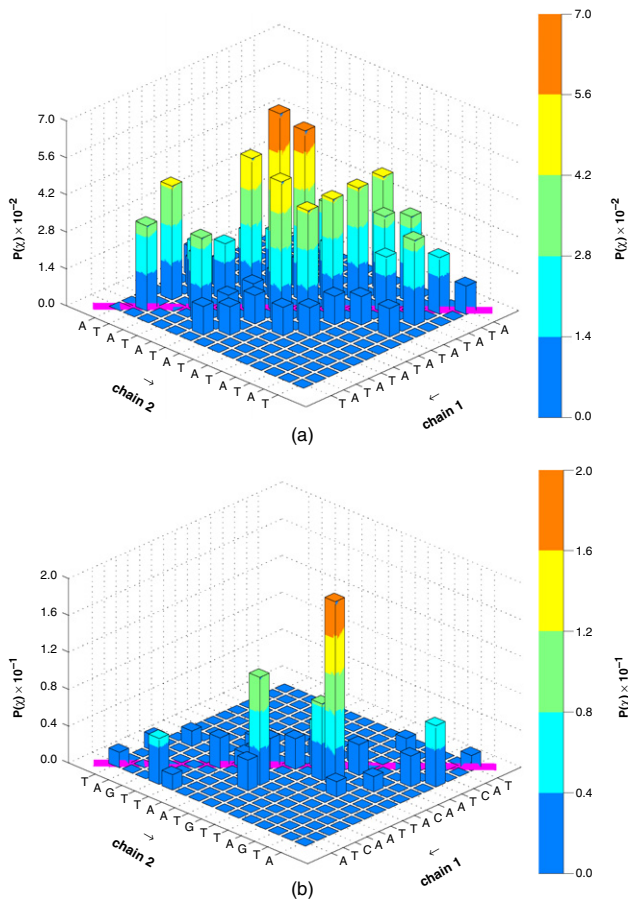 7.0
5.6
4.2
2.8
1.4
0.0
P(χ) × 10⁻²
A T A T A T A T A T A T A T
→
chain 2
T A T A T A T A T A T A T A
←
chain 1
7.0
5.6
4.2
2.8
1.4
0.0
P(χ) × 10⁻²
(a)
2.0
1.6
1.2
0.8
0.4
0.0
P(χ) × 10⁻¹
T A G T T A A T G T T A G T A
→
chain 2
A T C A A T T A C A A T C A T
←
chain 1
2.0
1.6
1.2
0.8
0.4
0.0
P(χ) × 10⁻¹
(b)